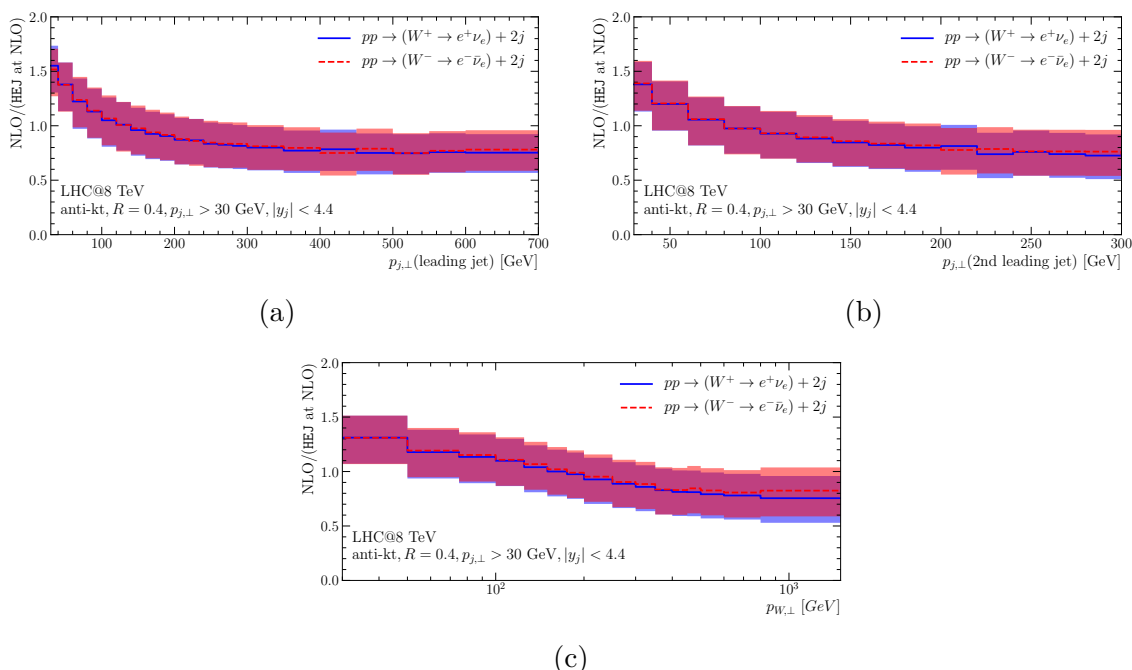 NLO/(HEJ at NLO)
2.0
1.5
1.0
0.5
0.0
pp → (W⁺ → e⁺νₑ) + 2j
pp → (W⁻ → e⁻ν̄ₑ) + 2j
LHC@8 TeV
anti-kt, R = 0.4, p_{j,⊥} > 30 GeV, |y_j| < 4.4
100 200 300 400 500 600 700
p_{j,⊥}(leading jet) [GeV]
(a)
NLO/(HEJ at NLO)
2.0
1.5
1.0
0.5
0.0
pp → (W⁺ → e⁺νₑ) + 2j
pp → (W⁻ → e⁻ν̄ₑ) + 2j
LHC@8 TeV
anti-kt, R = 0.4, p_{j,⊥} > 30 GeV, |y_j| < 4.4
50 100 150 200 250 300
p_{j,⊥}(2nd leading jet) [GeV]
(b)
NLO/(HEJ at NLO)
2.0
1.5
1.0
0.5
0.0
pp → (W⁺ → e⁺νₑ) + 2j
pp → (W⁻ → e⁻ν̄ₑ) + 2j
LHC@8 TeV
anti-kt, R = 0.4, p_{j,⊥} > 30 GeV, |y_j| < 4.4
10² 10³
p_{W,⊥} [GeV]
(c)